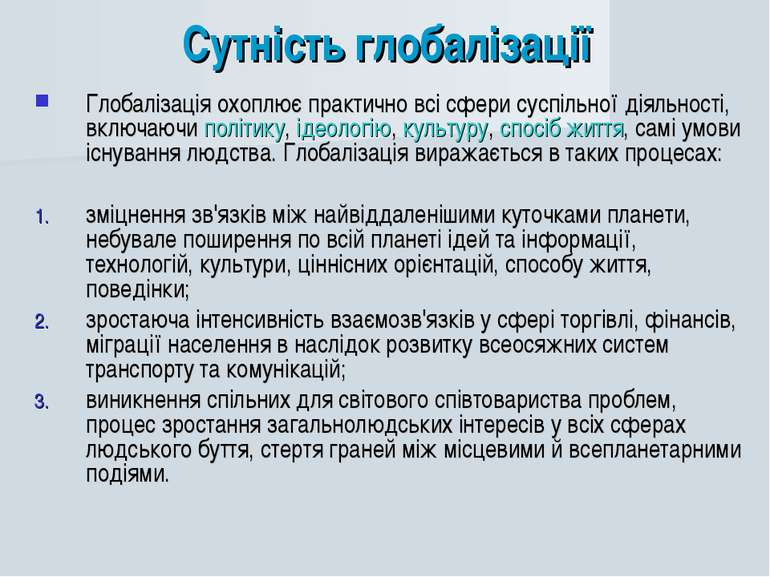 Сутність глобалізації
Глобалізація охоплює практично всі сфери суспільної діяльності,
включаючи політику, ідеологію, культуру, спосіб життя, самі умови
існування людства. Глобалізація виражається в таких процесах:
1. зміцнення зв'язків між найвіддаленішими куточками планети,
небувале поширення по всій планеті ідей та інформації,
технологій, культури, ціннісних орієнтацій, способу життя,
поведінки;
2. зростаюча інтенсивність взаємозв'язків у сфері торгівлі, фінансів,
міграції населення в наслідок розвитку всеосяжних систем
транспорту та комунікацій;
3. виникнення спільних для світового співтовариства проблем,
процес зростання загальнолюдських інтересів у всіх сферах
людського буття, стертя граней між місцевими й всепланетарними
подіями.